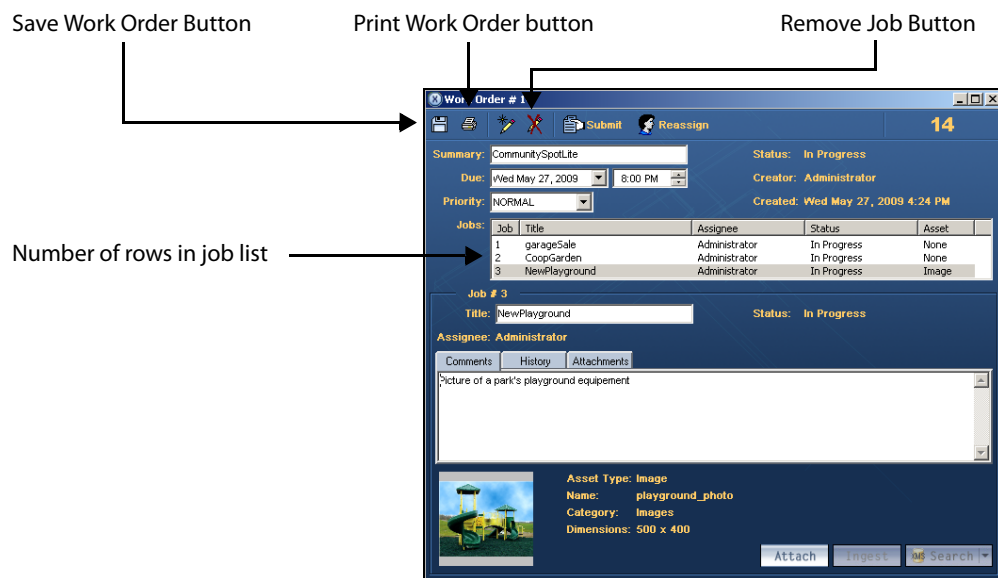 Save Work Order Button
Print Work Order button
Remove Job Button
Work Order # 1
Submit
Reassign
14
Summary: CommunitySpotLite
Status: In Progress
Due: Wed May 27, 2009 8:00 PM
Creator: Administrator
Priority: NORMAL
Created: Wed May 27, 2009 4:24 PM
Jobs:
Job Title Assignee Status Asset
1 garageSale Administrator In Progress None
Number of rows in job list
2 CoopGarden Administrator In Progress None
3 NewPlayground Administrator In Progress Image
Job # 3
Title: NewPlayground
Status: In Progress
Assignee: Administrator
Comments History Attachments
Picture of a park's playground equipement
Asset Type: Image
Name: playground_photo
Category: Images
Dimensions: 500 x 400
Attach Ingest Search